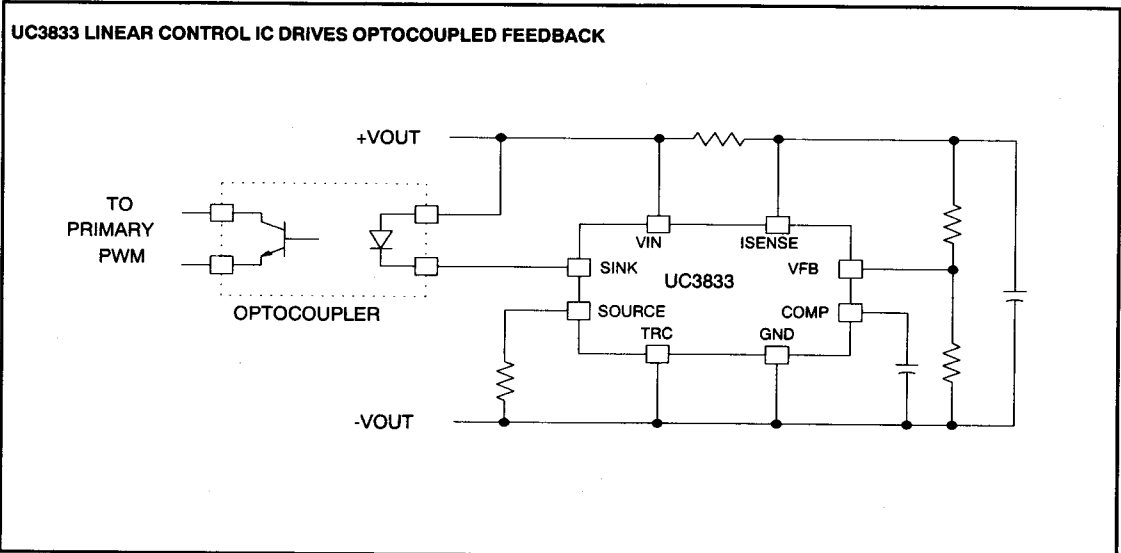 UC3833 LINEAR CONTROL IC DRIVES OPTOCOUPLED FEEDBACK
+VOUT
TO
PRIMARY
PWM
OPTOCOUPLER
VIN
ISENSE
SINK
UC3833
VFB
SOURCE
COMP
TRC
GND
-VOUT